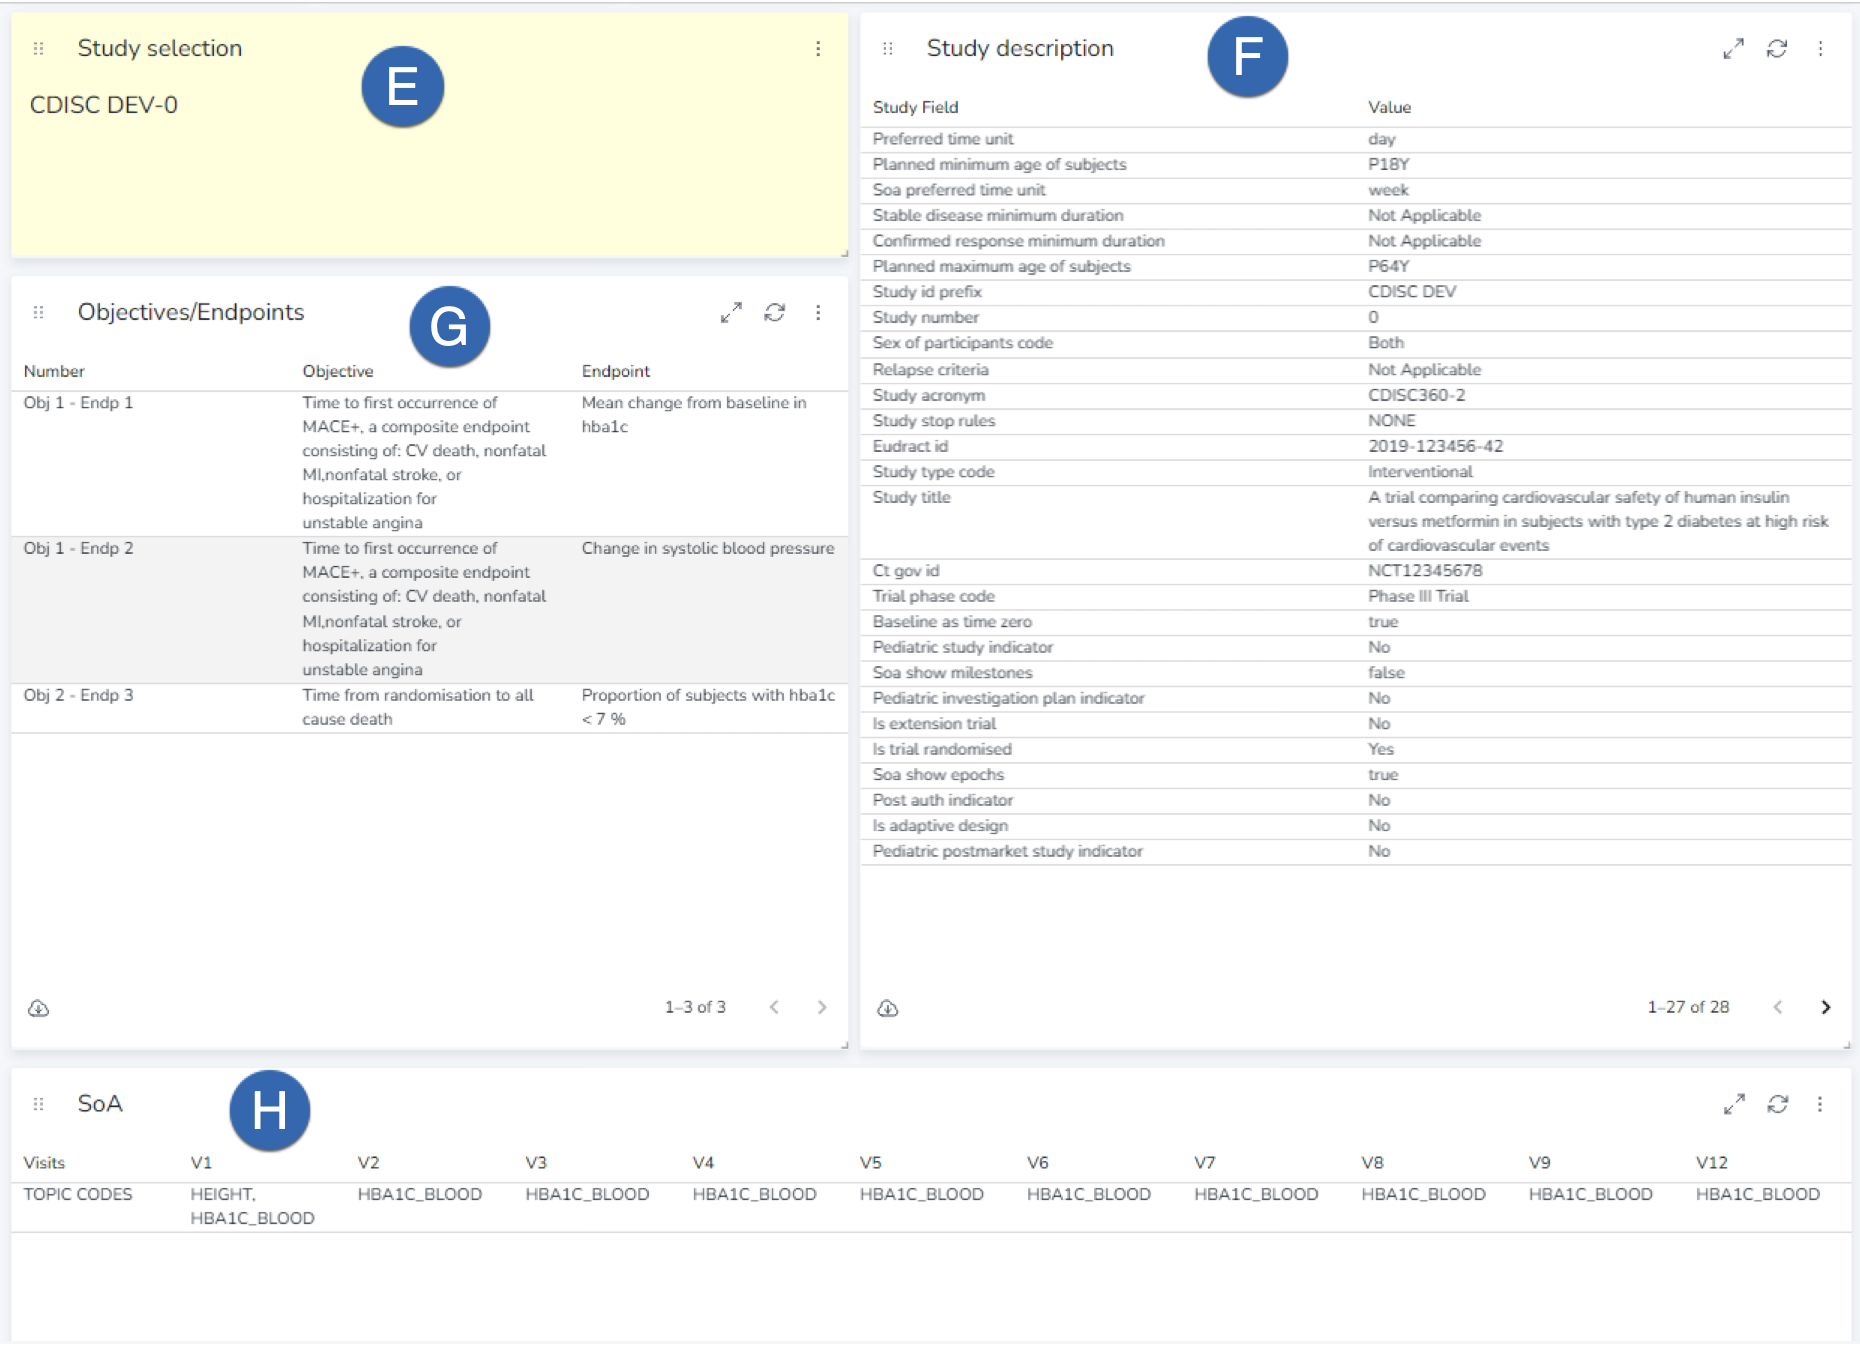 Study selection
E
CDISC DEV-0
Study description
F
Study Field Value
Preferred time unit day
Planned minimum age of subjects P18Y
Soa preferred time unit week
Stable disease minimum duration Not Applicable
Confirmed response minimum duration Not Applicable
Planned maximum age of subjects P64Y
Study id prefix CDISC DEV
Study number 0
Sex of participants code Both
Relapse criteria Not Applicable
Study acronym CDISC360-2
Study stop rules NONE
Eudract id 2019-123456-42
Study type code Interventional
Study title A trial comparing cardiovascular safety of human insulin
versus metformin in subjects with type 2 diabetes at high risk
of cardiovascular events
Ct gov id NCT12345678
Trial phase code Phase III Trial
Baseline as time zero true
Pediatric study indicator No
Soa show milestones false
Pediatric investigation plan indicator No
Is extension trial No
Is trial randomised Yes
Soa show epochs true
Post auth indicator No
Is adaptive design No
Pediatric postmarket study indicator No
1–27 of 28
Objectives/Endpoints
G
Number Objective Endpoint
Obj 1 - Endp 1 Time to first occurrence of Mean change from baseline in
MACE+, a composite endpoint hba1c
consisting of: CV death, nonfatal
MI,nonfatal stroke, or
hospitalization for
unstable angina
Obj 1 - Endp 2 Time to first occurrence of Change in systolic blood pressure
MACE+, a composite endpoint
consisting of: CV death, nonfatal
MI,nonfatal stroke, or
hospitalization for
unstable angina
Obj 2 - Endp 3 Time from randomisation to all Proportion of subjects with hba1c
cause death < 7 %
1–3 of 3
SoA
H
Visits V1 V2 V3 V4 V5 V6 V7 V8 V9 V12
TOPIC CODES HEIGHT, HBA1C_BLOOD HBA1C_BLOOD HBA1C_BLOOD HBA1C_BLOOD HBA1C_BLOOD HBA1C_BLOOD HBA1C_BLOOD HBA1C_BLOOD HBA1C_BLOOD
HBA1C_BLOOD